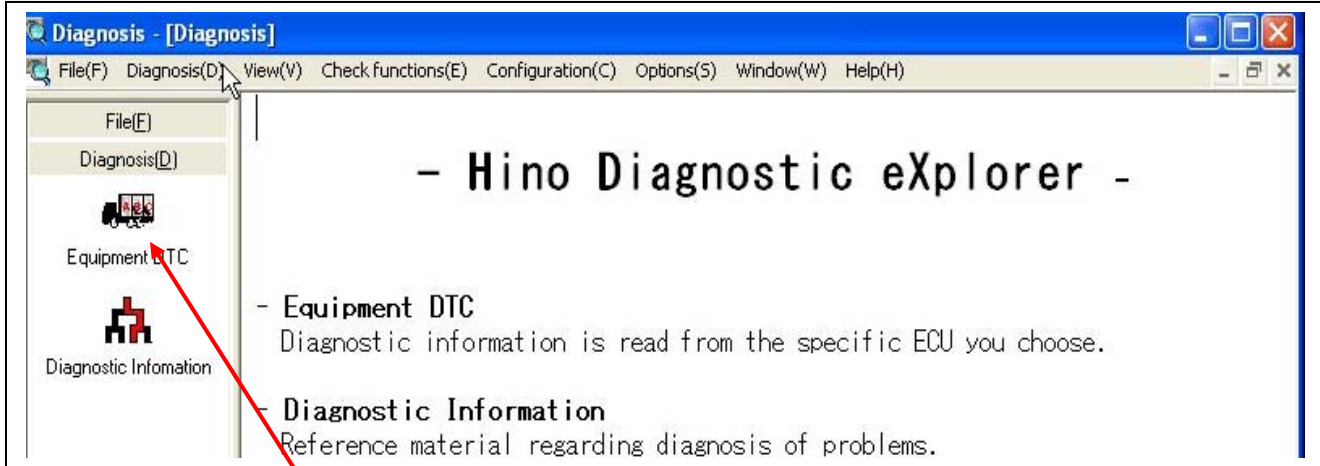 Diagnosis - [Diagnosis]
File(F) Diagnosis(D) View(V) Check functions(E) Configuration(C) Options(S) Window(W) Help(H)
File(F)
Diagnosis(D)
Equipment DTC
Diagnostic Infomation
- Hino Diagnostic eXplorer -
- Equipment DTC
Diagnostic information is read from the specific ECU you choose.
- Diagnostic Information
Reference material regarding diagnosis of problems.